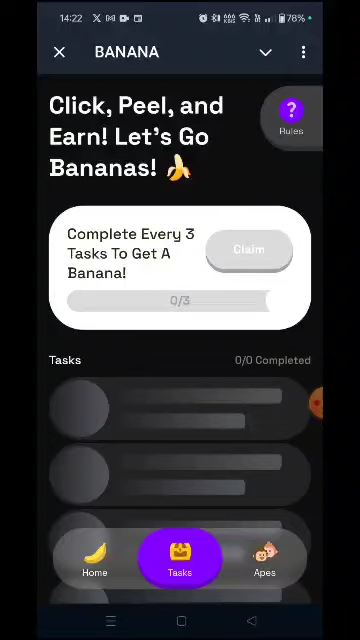 14:22
78%
BANANA
Click, Peel, and
Earn! Let's Go
Bananas! 🍌
?
Rules
Complete Every 3
Tasks To Get A
Banana!
Claim
0/3
Tasks
0/0 Completed
Home
Tasks
Apes